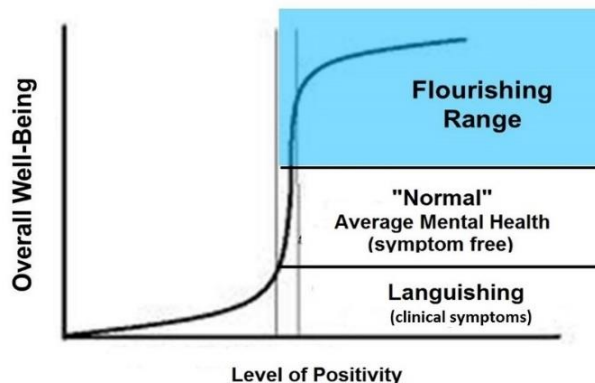 Overall Well-Being
Flourishing
Range
"Normal"
Average Mental Health
(symptom free)
Languishing
(clinical symptoms)
Level of Positivity